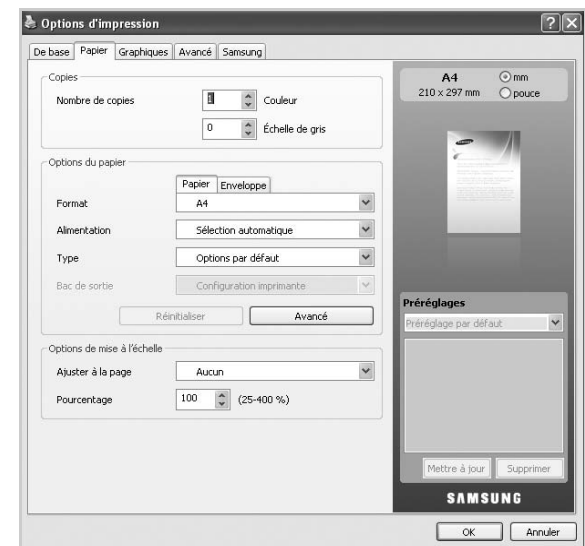 Options d'impression
De base Papier Graphiques Avancé Samsung
Copies
Nombre de copies 1 Couleur
0 Échelle de gris
Options du papier
Papier Enveloppe
Format A4
Alimentation Sélection automatique
Type Options par défaut
Bac de sortie Configuration imprimante
Réinitialiser Avancé
Options de mise à l'échelle
Ajuster à la page Aucun
Pourcentage 100 (25-400 %)
A4 mm
210 x 297 mm pouce
Préréglages
Préréglage par défaut
Mettre à jour Supprimer
SAMSUNG
OK Annuler